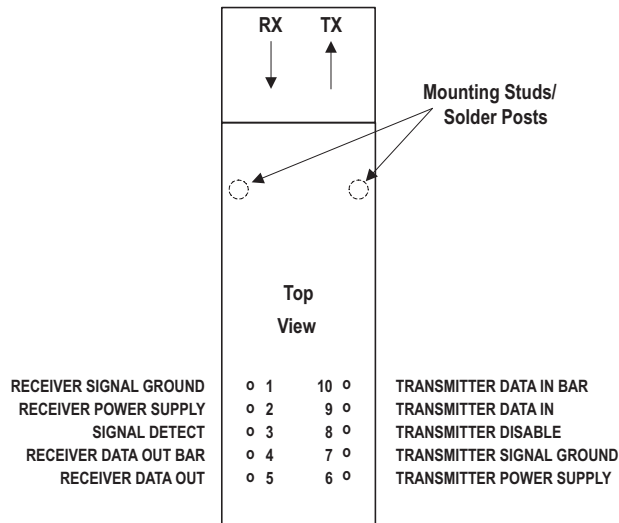 RX TX
Mounting Studs/
Solder Posts
Top
View
RECEIVER SIGNAL GROUND o 1 10 o TRANSMITTER DATA IN BAR
RECEIVER POWER SUPPLY o 2 9 o TRANSMITTER DATA IN
SIGNAL DETECT o 3 8 o TRANSMITTER DISABLE
RECEIVER DATA OUT BAR o 4 7 o TRANSMITTER SIGNAL GROUND
RECEIVER DATA OUT o 5 6 o TRANSMITTER POWER SUPPLY